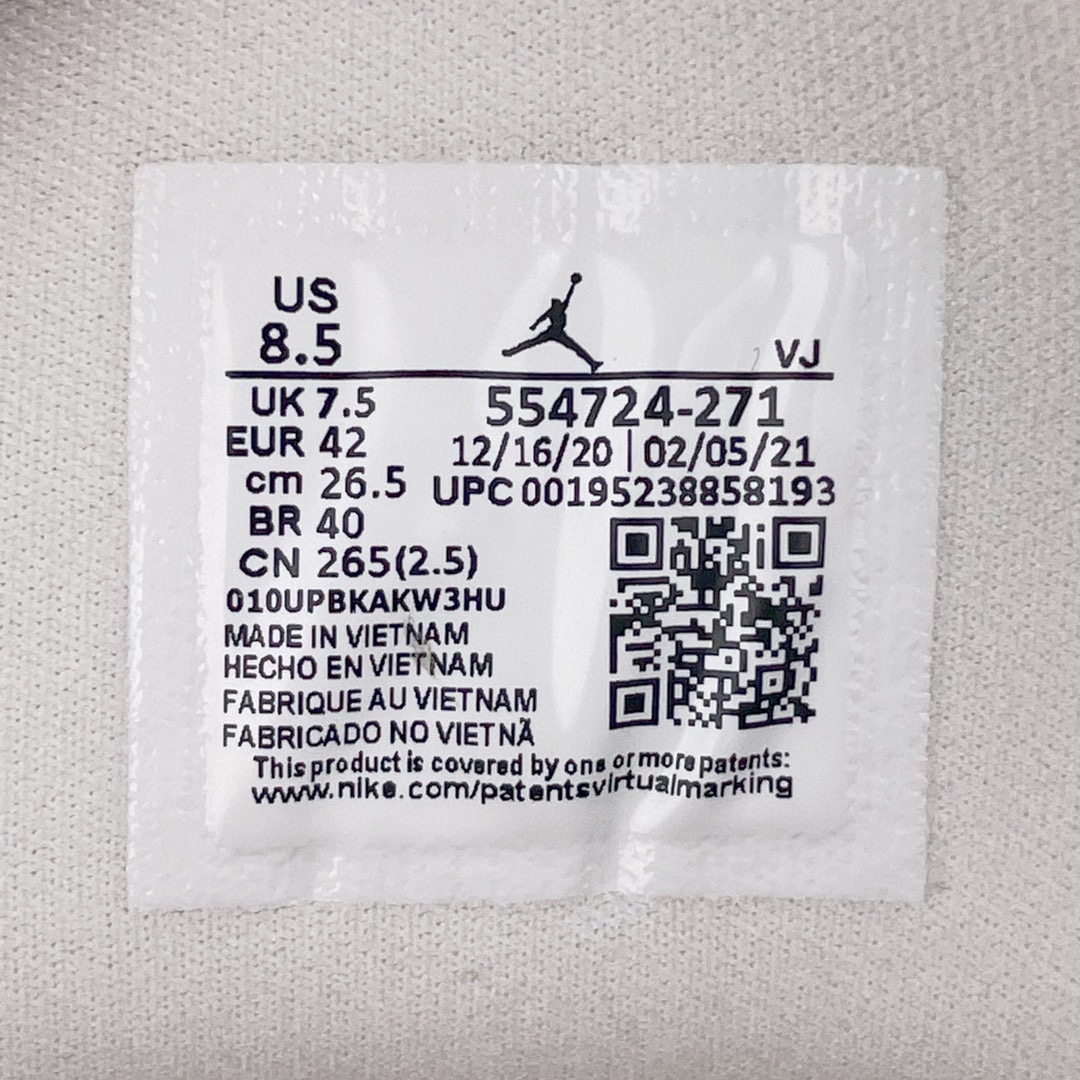 US
8.5
VJ
UK 7.5
554724-271
EUR 42
12/16/20 | 02/05/21
cm 26.5
UPC 00195238858193
BR 40
CN 265(2.5)
010UPBKAKW3HU
MADE IN VIETNAM
HECHO EN VIETNAM
FABRIQUE AU VIETNAM
FABRICADO NO VIETNÃ
This product is covered by one or more patents:
www.nike.com/patentsvirtualmarking